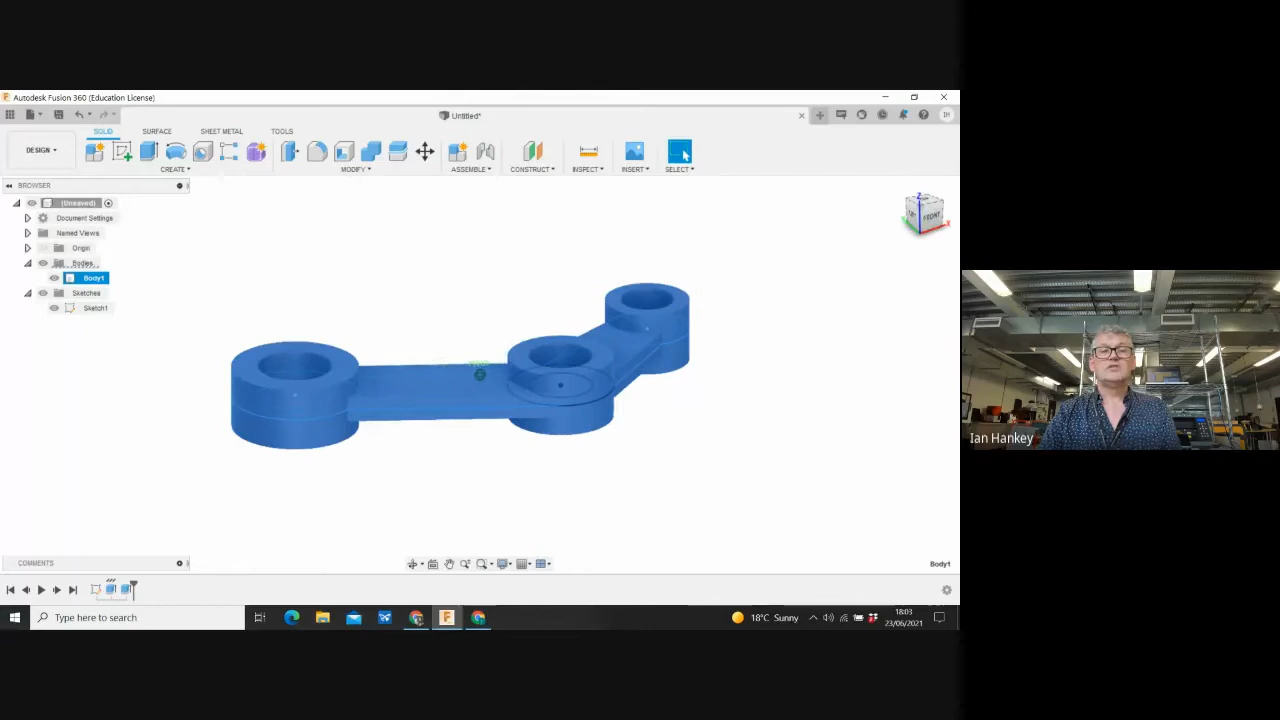 Autodesk Fusion 360 (Education License)
Untitled*
IH
SOLID SURFACE SHEET METAL TOOLS
DESIGN
CREATE MODIFY ASSEMBLE CONSTRUCT INSPECT INSERT SELECT
BROWSER
(Unsaved)
Document Settings
Named Views
Origin
Bodies
Body1
Sketches
Sketch1
FRONT
Z
Ian Hankey
COMMENTS
Body1
Type here to search
18°C Sunny
18:03
23/06/2021